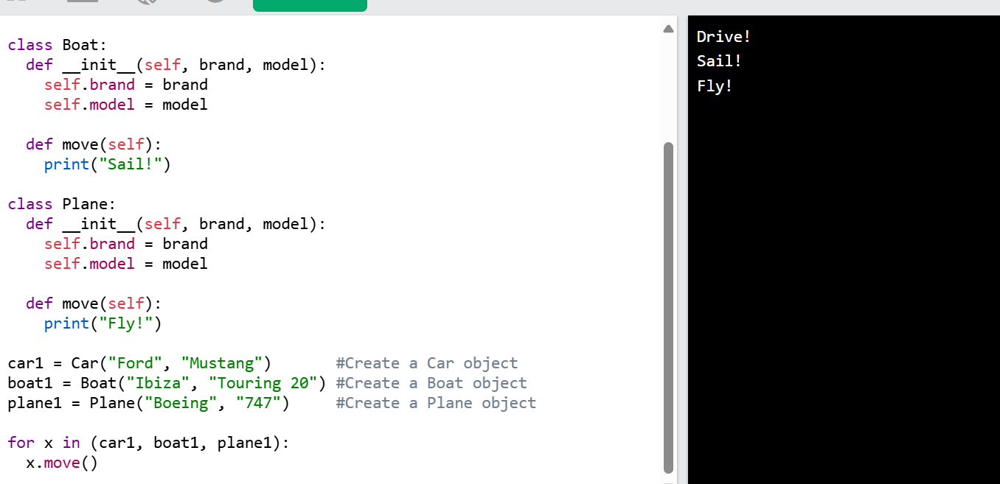 class Boat:
  def __init__(self, brand, model):
    self.brand = brand
    self.model = model

  def move(self):
    print("Sail!")

class Plane:
  def __init__(self, brand, model):
    self.brand = brand
    self.model = model

  def move(self):
    print("Fly!")

car1 = Car("Ford", "Mustang")       #Create a Car object
boat1 = Boat("Ibiza", "Touring 20") #Create a Boat object
plane1 = Plane("Boeing", "747")     #Create a Plane object

for x in (car1, boat1, plane1):
  x.move()
Drive!
Sail!
Fly!